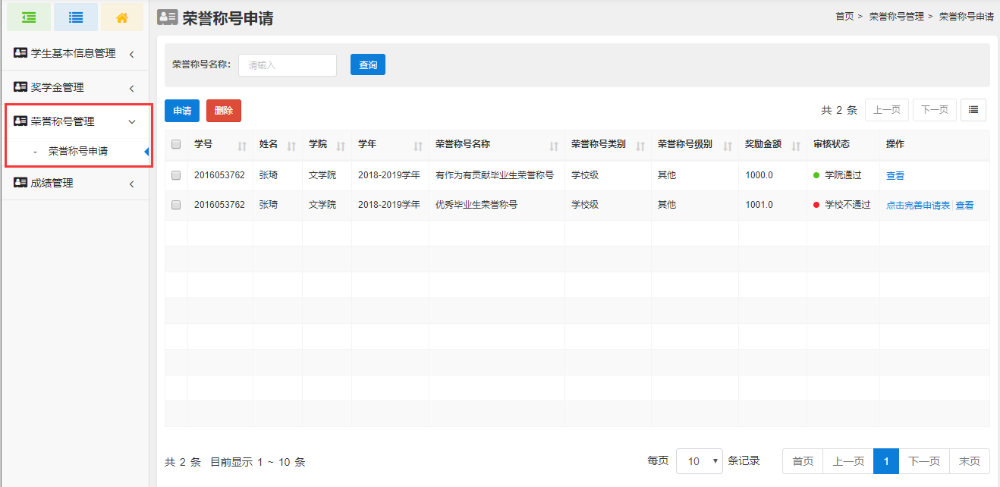 荣誉称号申请
首页 > 荣誉称号管理 > 荣誉称号申请
学生基本信息管理
奖学金管理
荣誉称号管理
- 荣誉称号申请
成绩管理
荣誉称号名称: 请输入 查询
申请 删除 共 2 条 上一页 下一页
学号 姓名 学院 学年 荣誉称号名称 荣誉称号类别 荣誉称号级别 奖励金额 审核状态 操作
2016053762 张琦 文学院 2018-2019学年 有作为有贡献毕业生荣誉称号 学校级 其他 1000.0 学院通过 查看
2016053762 张琦 文学院 2018-2019学年 优秀毕业生荣誉称号 学校级 其他 1001.0 学校不通过 点击完善申请表 查看
共 2 条 目前显示 1 ~ 10 条 每页 10 条记录 首页 上一页 1 下一页 末页